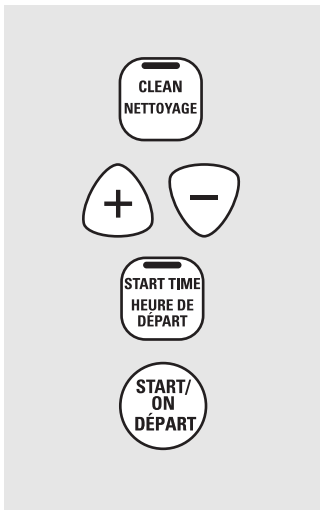 CLEAN
NETTOYAGE
+ −
START TIME
HEURE DE
DÉPART
START/
ON
DÉPART